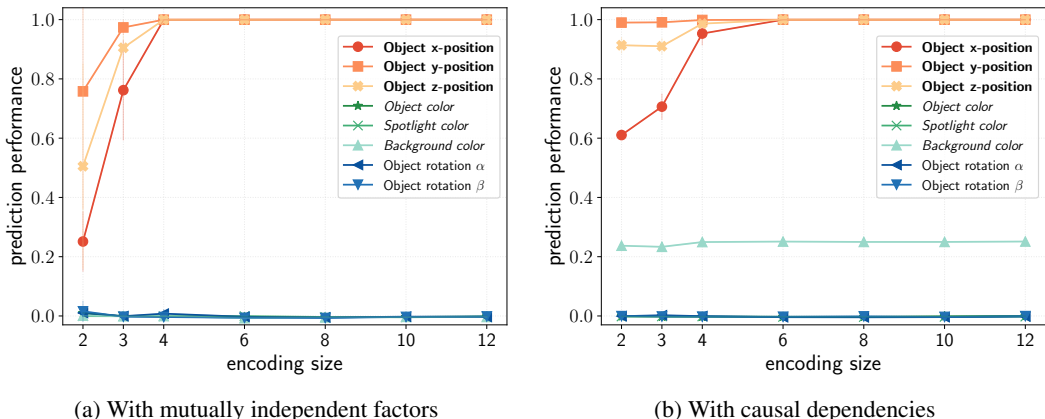 1.0
0.8
0.6
0.4
0.2
0.0
prediction performance
Object x-position
Object y-position
Object z-position
Object color
Spotlight color
Background color
Object rotation α
Object rotation β
2 3 4 6 8 10 12
encoding size
(a) With mutually independent factors
1.0
0.8
0.6
0.4
0.2
0.0
prediction performance
Object x-position
Object y-position
Object z-position
Object color
Spotlight color
Background color
Object rotation α
Object rotation β
2 3 4 6 8 10 12
encoding size
(b) With causal dependencies